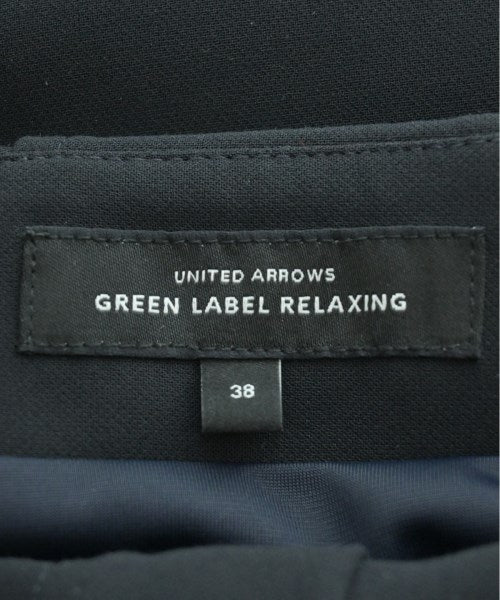 UNITED ARROWS
GREEN LABEL RELAXING
38